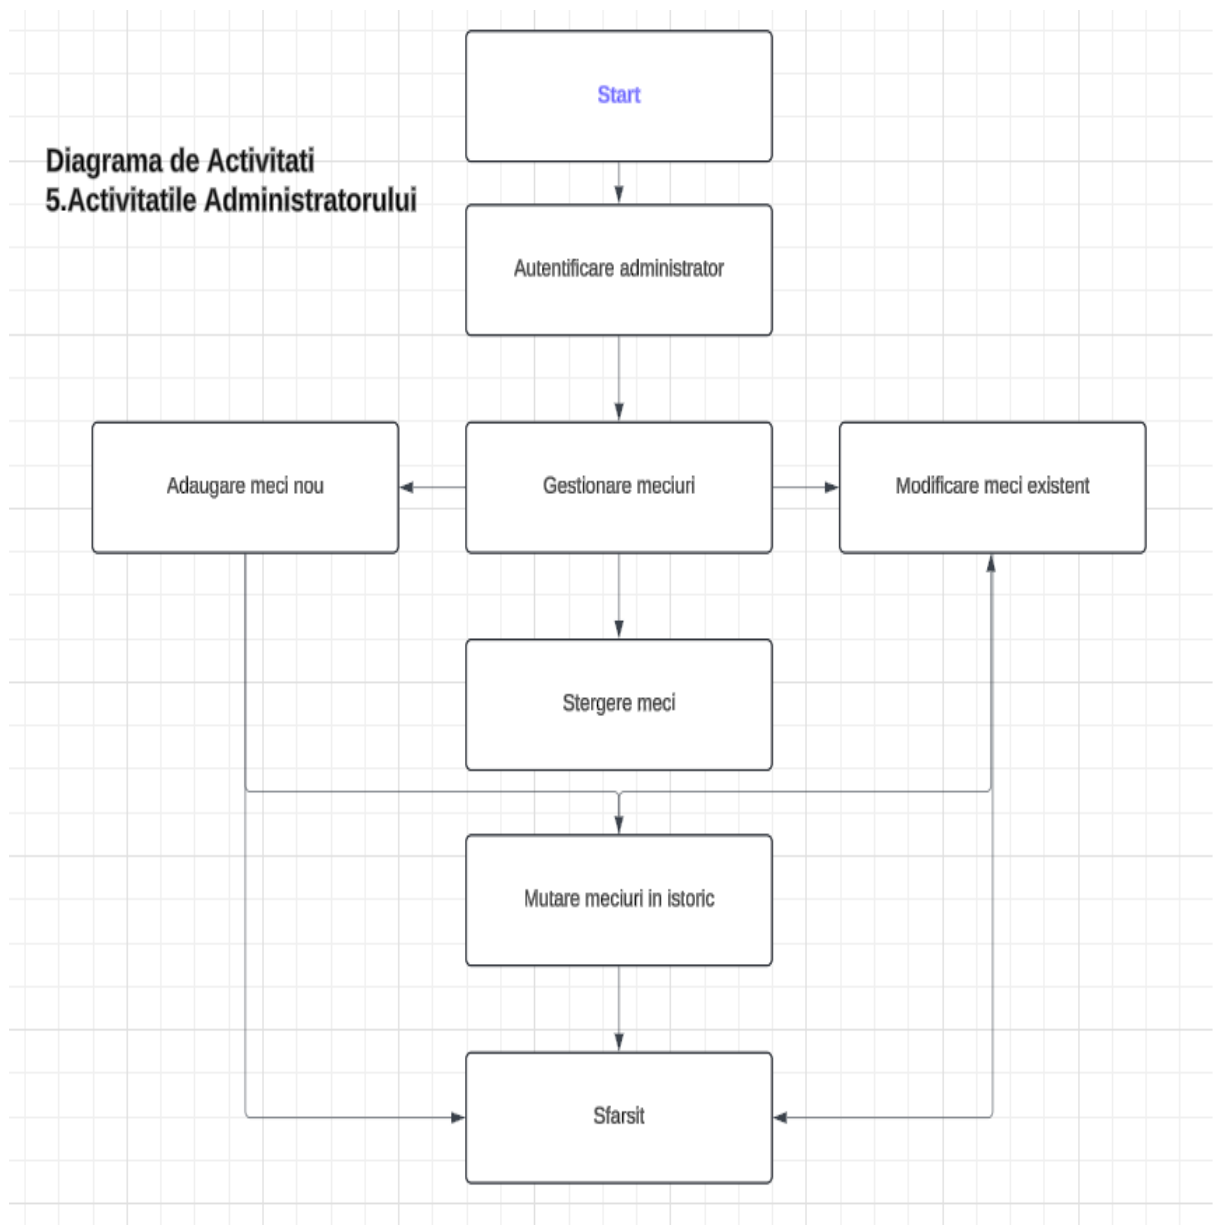 Start
Diagrama de Activitati
5.Activitatile Administratorului
Autentificare administrator
Adaugare meci nou
Gestionare meciuri
Modificare meci existent
Stergere meci
Mutare meciuri in istoric
Sfarsit